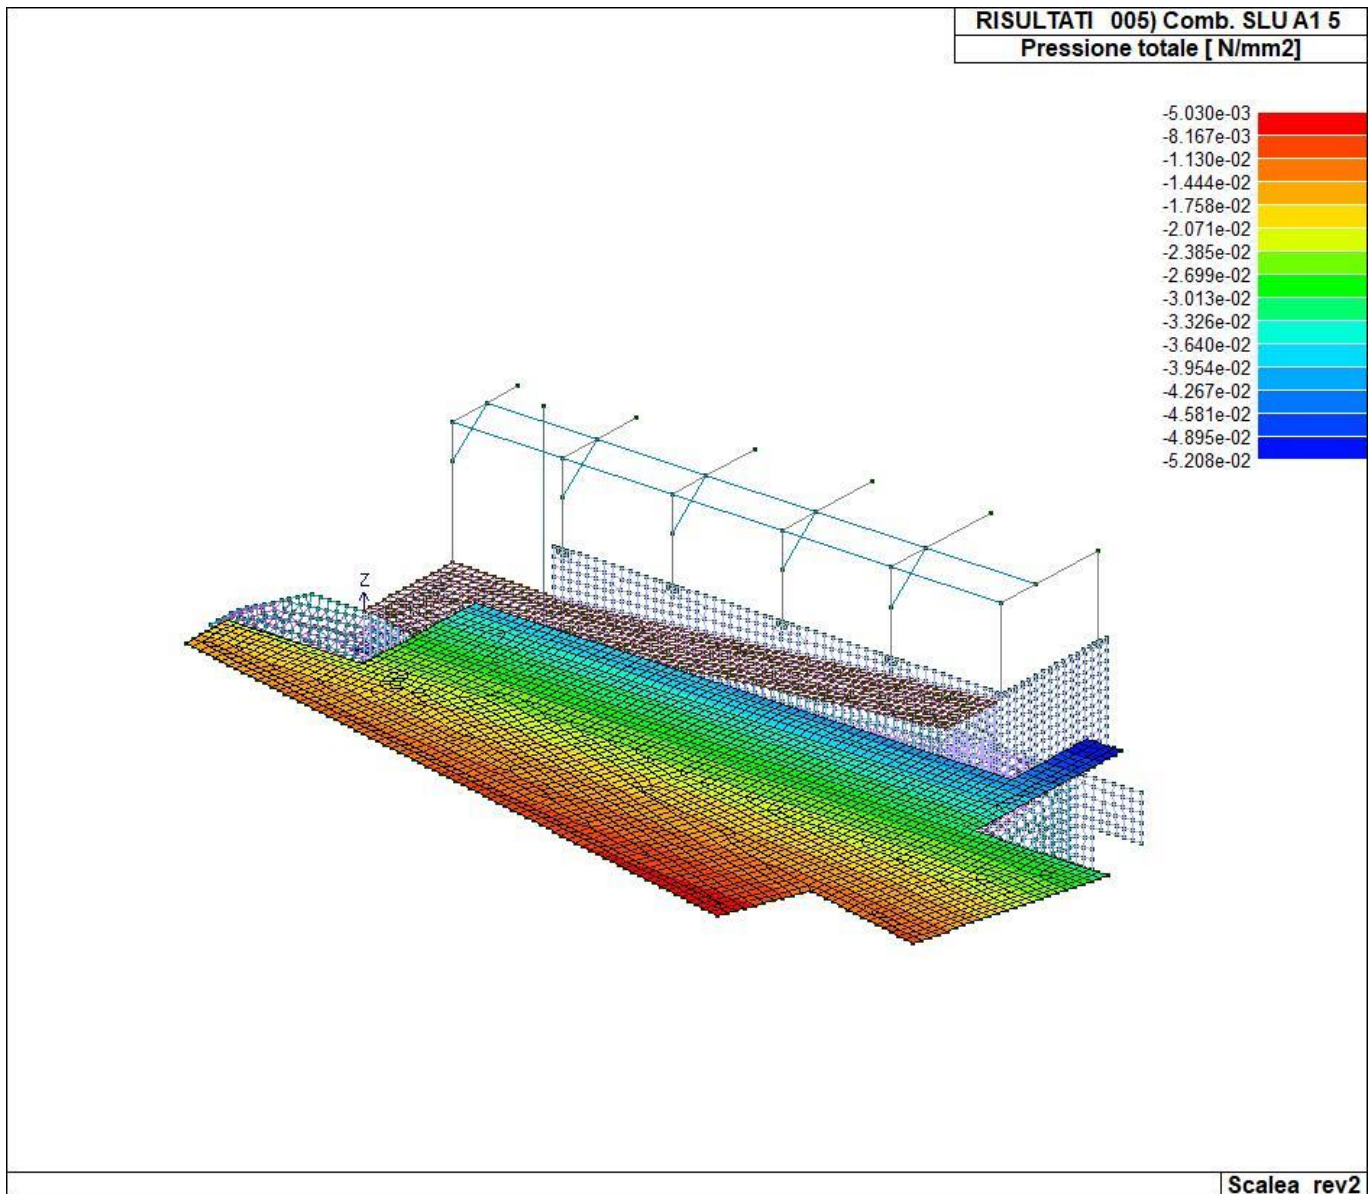 RISULTATI 005) Comb. SLU A1 5
Pressione totale [ N/mm2]
-5.030e-03
-8.167e-03
-1.130e-02
-1.444e-02
-1.758e-02
-2.071e-02
-2.385e-02
-2.699e-02
-3.013e-02
-3.326e-02
-3.640e-02
-3.954e-02
-4.267e-02
-4.581e-02
-4.895e-02
-5.208e-02
Z
Scalea_rev2